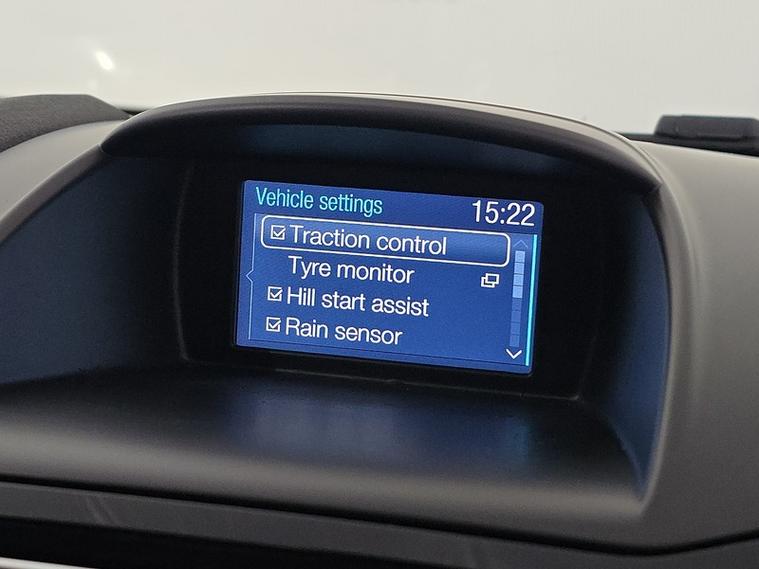 Vehicle settings 15:22
Traction control
Tyre monitor
Hill start assist
Rain sensor